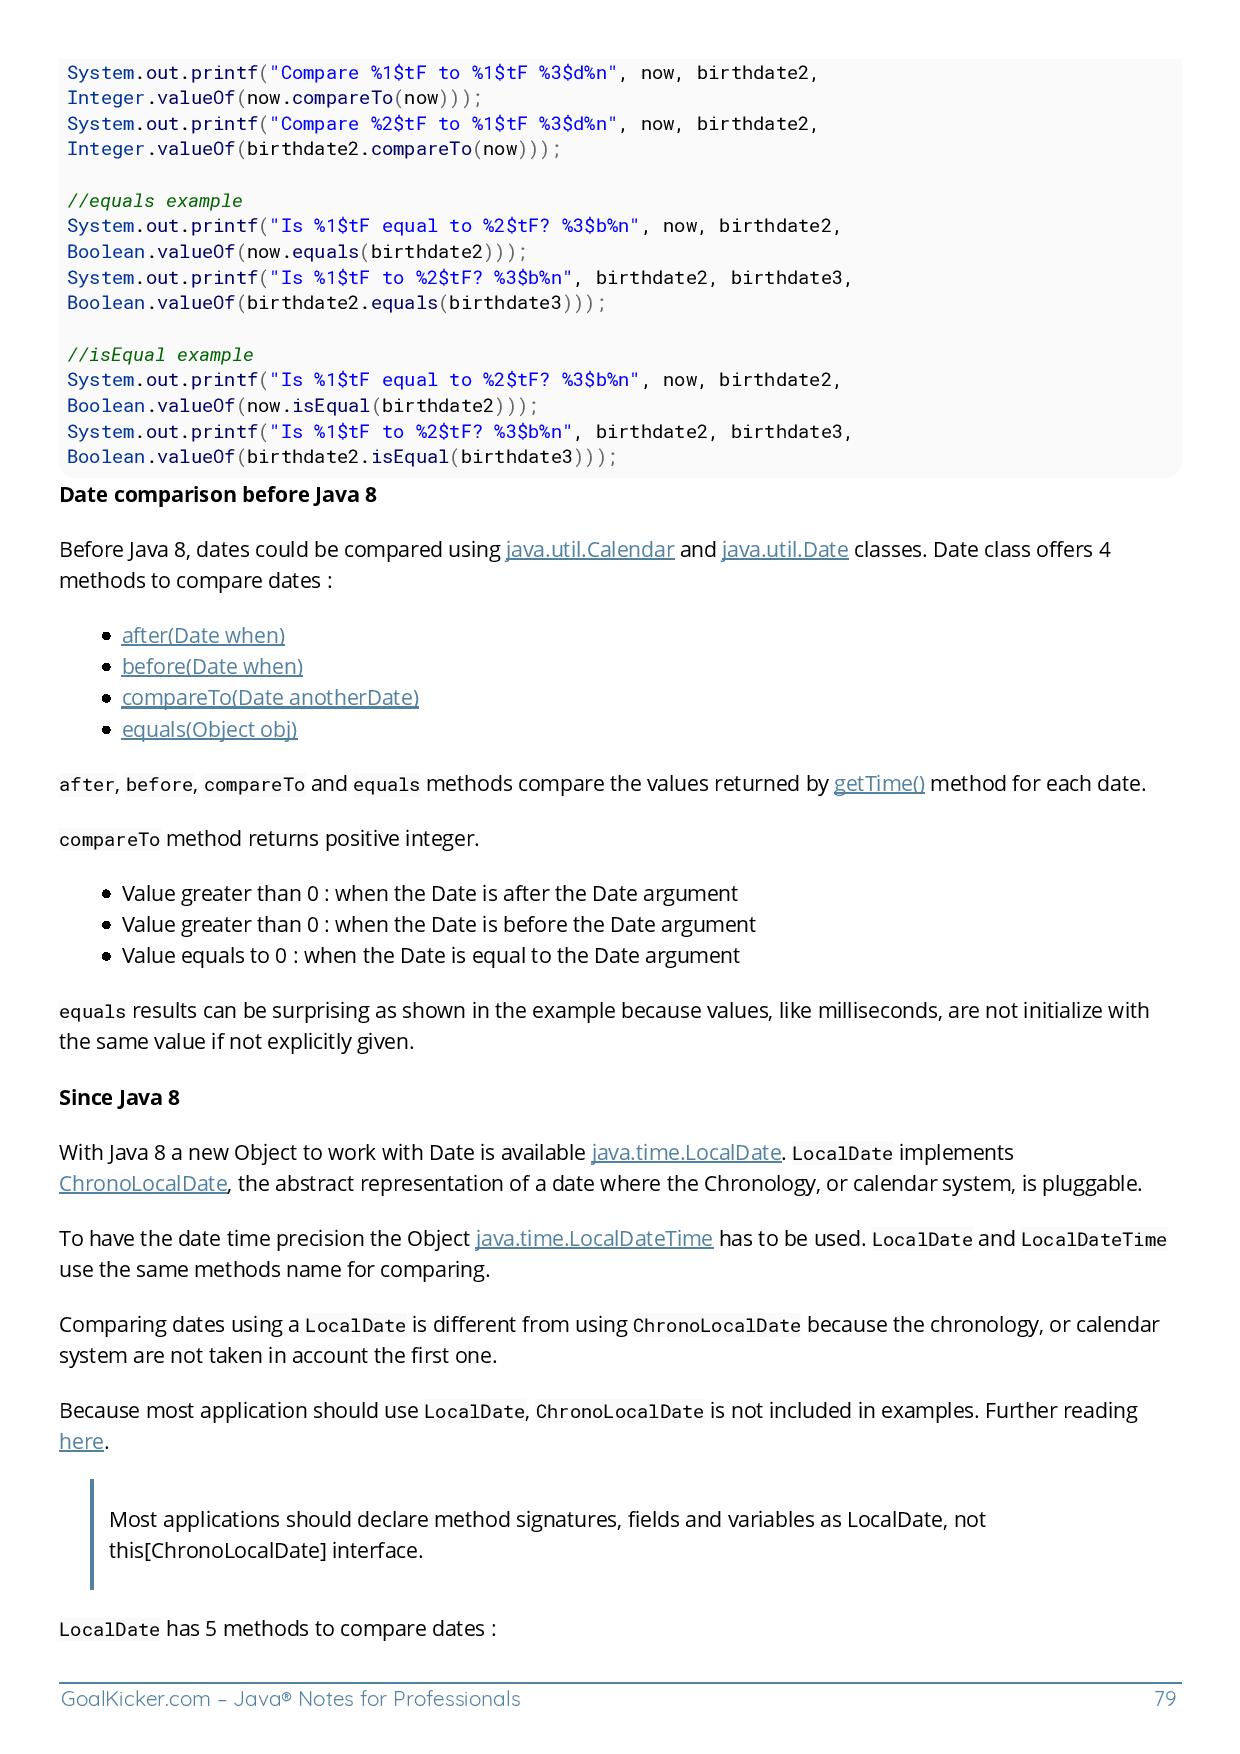 System.out.printf("Compare %1$tF to %1$tF %3$d%n", now, birthdate2,
Integer.valueOf(now.compareTo(now)));
System.out.printf("Compare %2$tF to %1$tF %3$d%n", now, birthdate2,
Integer.valueOf(birthdate2.compareTo(now)));

//equals example
System.out.printf("Is %1$tF equal to %2$tF? %3$b%n", now, birthdate2,
Boolean.valueOf(now.equals(birthdate2)));
System.out.printf("Is %1$tF to %2$tF? %3$b%n", birthdate2, birthdate3,
Boolean.valueOf(birthdate2.equals(birthdate3)));

//isEqual example
System.out.printf("Is %1$tF equal to %2$tF? %3$b%n", now, birthdate2,
Boolean.valueOf(now.isEqual(birthdate2)));
System.out.printf("Is %1$tF to %2$tF? %3$b%n", birthdate2, birthdate3,
Boolean.valueOf(birthdate2.isEqual(birthdate3)));
Date comparison before Java 8
Before Java 8, dates could be compared using java.util.Calendar and java.util.Date classes. Date class offers 4
methods to compare dates :
• after(Date when)
• before(Date when)
• compareTo(Date anotherDate)
• equals(Object obj)
after, before, compareTo and equals methods compare the values returned by getTime() method for each date.
compareTo method returns positive integer.
• Value greater than 0 : when the Date is after the Date argument
• Value greater than 0 : when the Date is before the Date argument
• Value equals to 0 : when the Date is equal to the Date argument
equals results can be surprising as shown in the example because values, like milliseconds, are not initialize with
the same value if not explicitly given.
Since Java 8
With Java 8 a new Object to work with Date is available java.time.LocalDate. LocalDate implements
ChronoLocalDate, the abstract representation of a date where the Chronology, or calendar system, is pluggable.
To have the date time precision the Object java.time.LocalDateTime has to be used. LocalDate and LocalDateTime
use the same methods name for comparing.
Comparing dates using a LocalDate is different from using ChronoLocalDate because the chronology, or calendar
system are not taken in account the first one.
Because most application should use LocalDate, ChronoLocalDate is not included in examples. Further reading
here.
Most applications should declare method signatures, fields and variables as LocalDate, not
this[ChronoLocalDate] interface.
LocalDate has 5 methods to compare dates :
GoalKicker.com – Java® Notes for Professionals 79